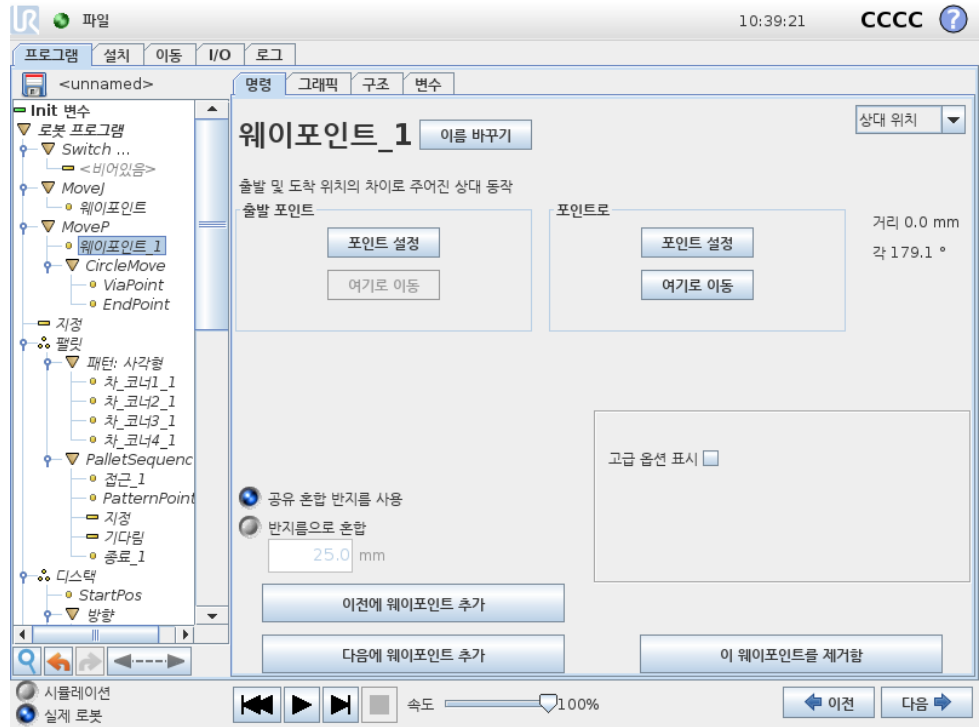 UR 파일 10:39:21 CCCC ?
프로그램 설치 이동 I/O 로그
<unnamed>
명령 그래픽 구조 변수
Init 변수
로봇 프로그램
Switch ...
<비어있음>
MoveJ
웨이포인트
MoveP
웨이포인트_1
CircleMove
ViaPoint
EndPoint
지정
팔릿
패턴: 사각형
차_코너1_1
차_코너2_1
차_코너3_1
차_코너4_1
PalletSequenc
접근_1
PatternPoint
지정
기다림
종료_1
디스택
StartPos
방향
웨이포인트_1 이름 바꾸기
상대 위치
출발 및 도착 위치의 차이로 주어진 상대 동작
출발 포인트
포인트 설정
여기로 이동
포인트로
포인트 설정
여기로 이동
거리 0.0 mm
각 179.1 °
고급 옵션 표시
공유 혼합 반지름 사용
반지름으로 혼합
25.0 mm
이전에 웨이포인트 추가
다음에 웨이포인트 추가
이 웨이포인트를 제거함
시뮬레이션
실제 로봇
속도 100%
이전
다음